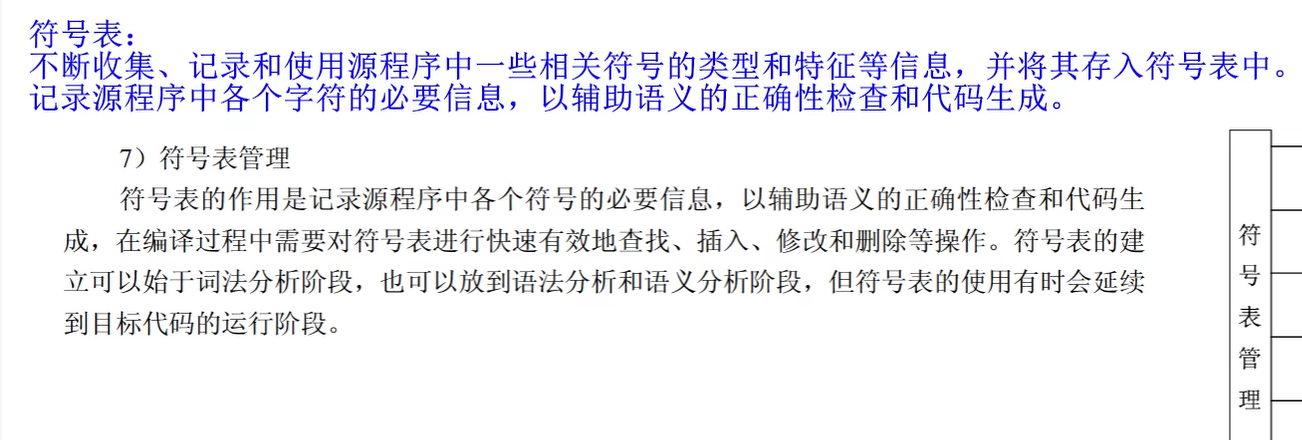 符号表：
不断收集、记录和使用源程序中一些相关符号的类型和特征等信息，并将其存入符号表中。
记录源程序中各个字符的必要信息，以辅助语义的正确性检查和代码生成。
7）符号表管理
符号表的作用是记录源程序中各个符号的必要信息，以辅助语义的正确性检查和代码生
成，在编译过程中需要对符号表进行快速有效地查找、插入、修改和删除等操作。符号表的建
立可以始于词法分析阶段，也可以放到语法分析和语义分析阶段，但符号表的使用有时会延续
到目标代码的运行阶段。
符号表管理